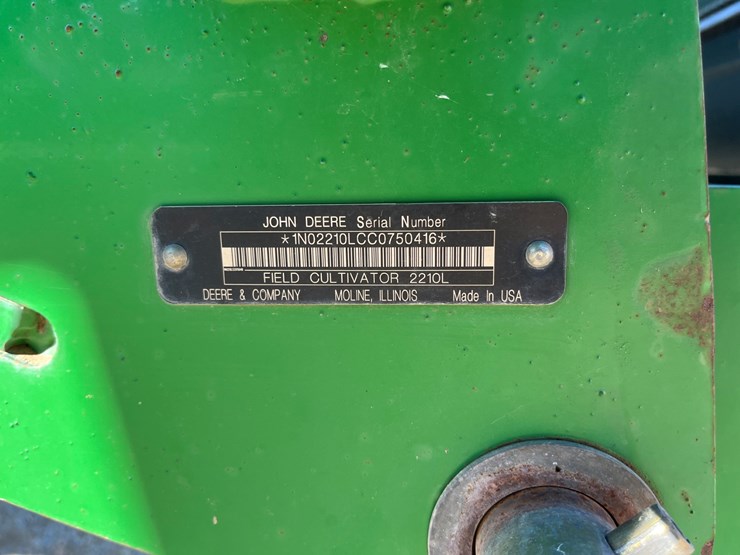 JOHN DEERE Serial Number
*1N02210LCC0750416*
FIELD CULTIVATOR 2210L
DEERE & COMPANY MOLINE, ILLINOIS Made In USA